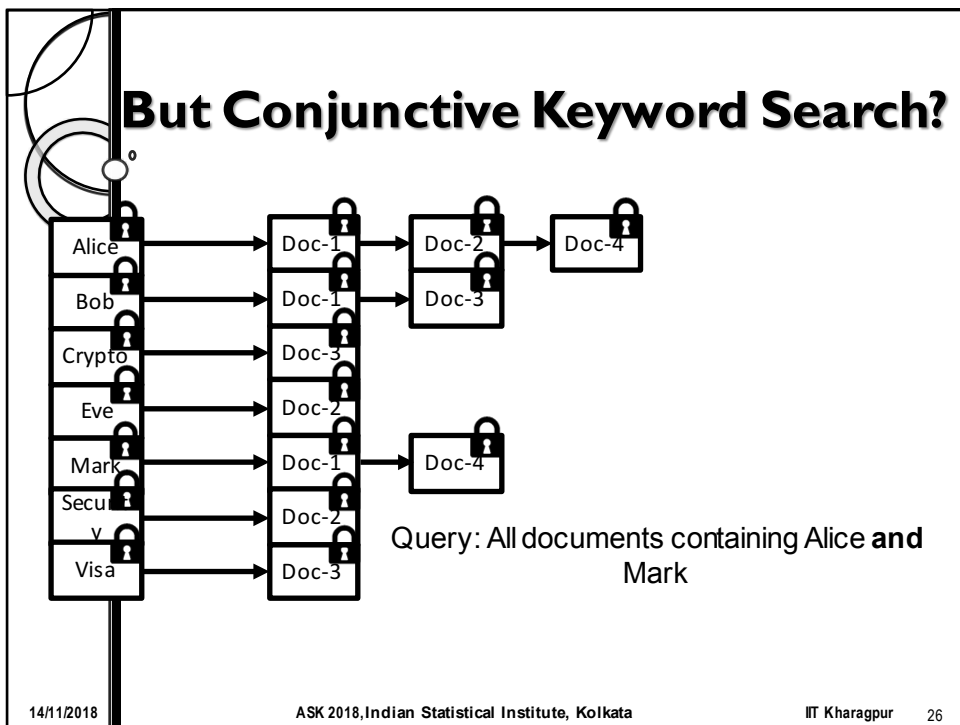 But Conjunctive Keyword Search?
Alice Doc-1 Doc-2 Doc-4
Bob Doc-1 Doc-3
Crypto Doc-3
Eve Doc-2
Mark Doc-1 Doc-4
Securit
y Doc-2
Visa Doc-3
Query: All documents containing Alice and
Mark
14/11/2018 ASK 2018, Indian Statistical Institute, Kolkata IIT Kharagpur 26